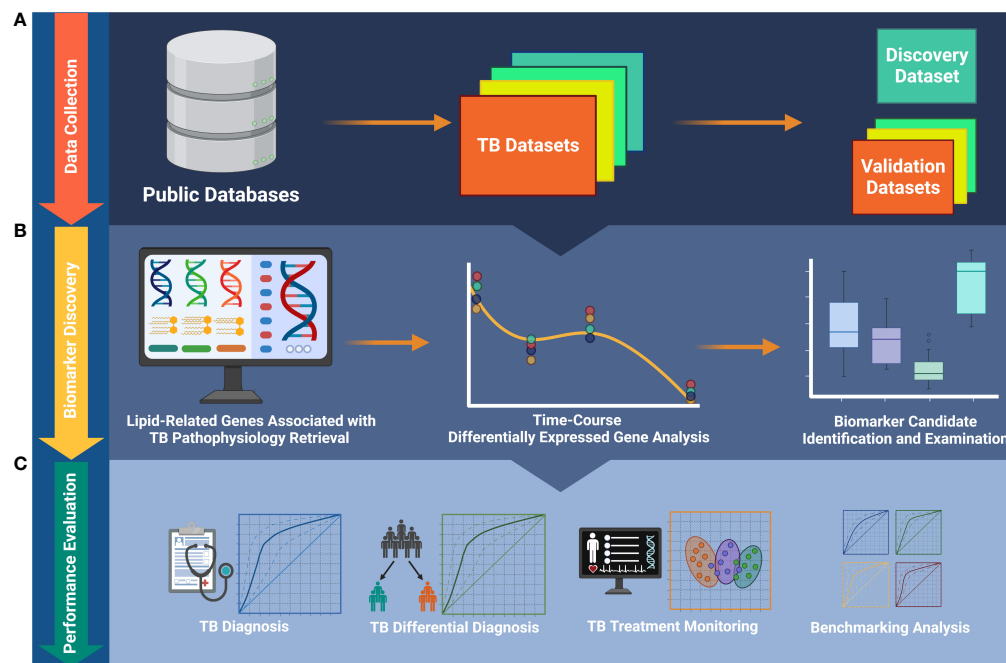 A
Data Collection
Public Databases
TB Datasets
Discovery
Dataset
Validation
Datasets
B
Biomarker Discovery
Lipid-Related Genes Associated with
TB Pathophysiology Retrieval
Time-Course
Differentially Expressed Gene Analysis
Biomarker Candidate
Identification and Examination
C
Performance Evaluation
TB Diagnosis
TB Differential Diagnosis
TB Treatment Monitoring
Benchmarking Analysis